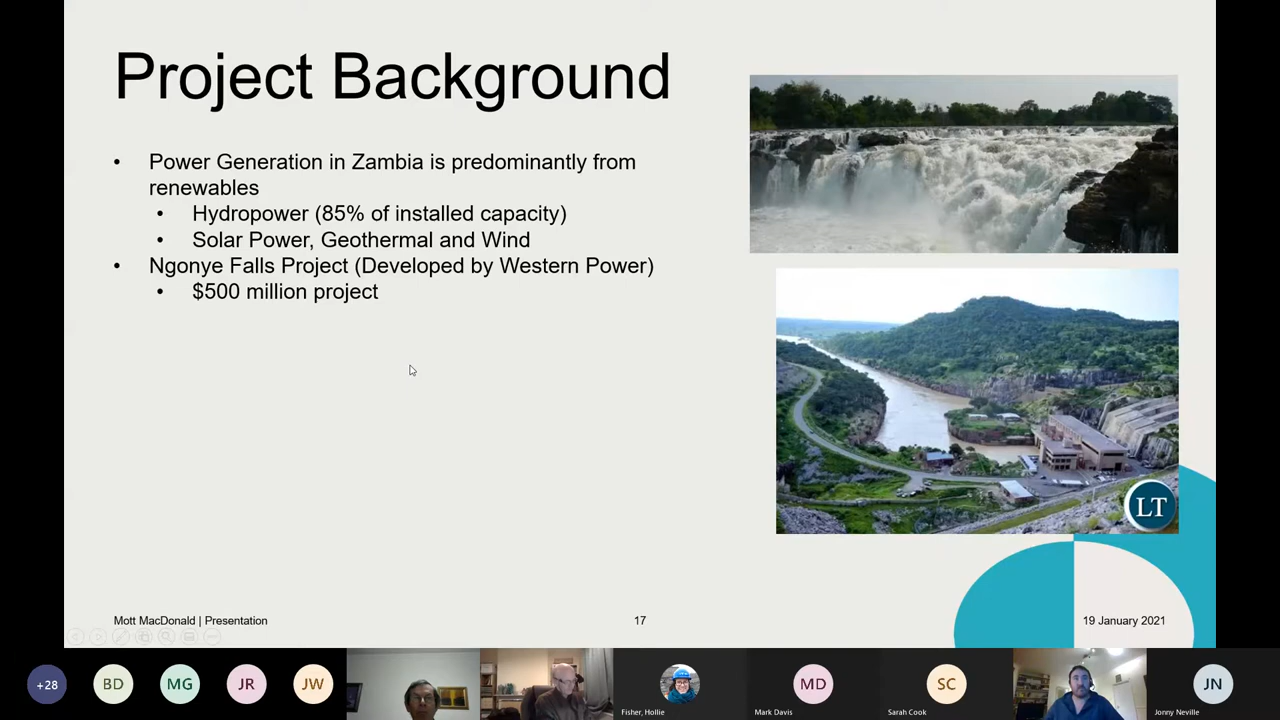 Project Background
• Power Generation in Zambia is predominantly from
renewables
• Hydropower (85% of installed capacity)
• Solar Power, Geothermal and Wind
• Ngonye Falls Project (Developed by Western Power)
• $500 million project
LT
Mott MacDonald | Presentation
17
19 January 2021
+28
BD
MG
JR
JW
Fisher, Hollie
MD
Mark Davis
SC
Sarah Cook
JN
Jonny Neville